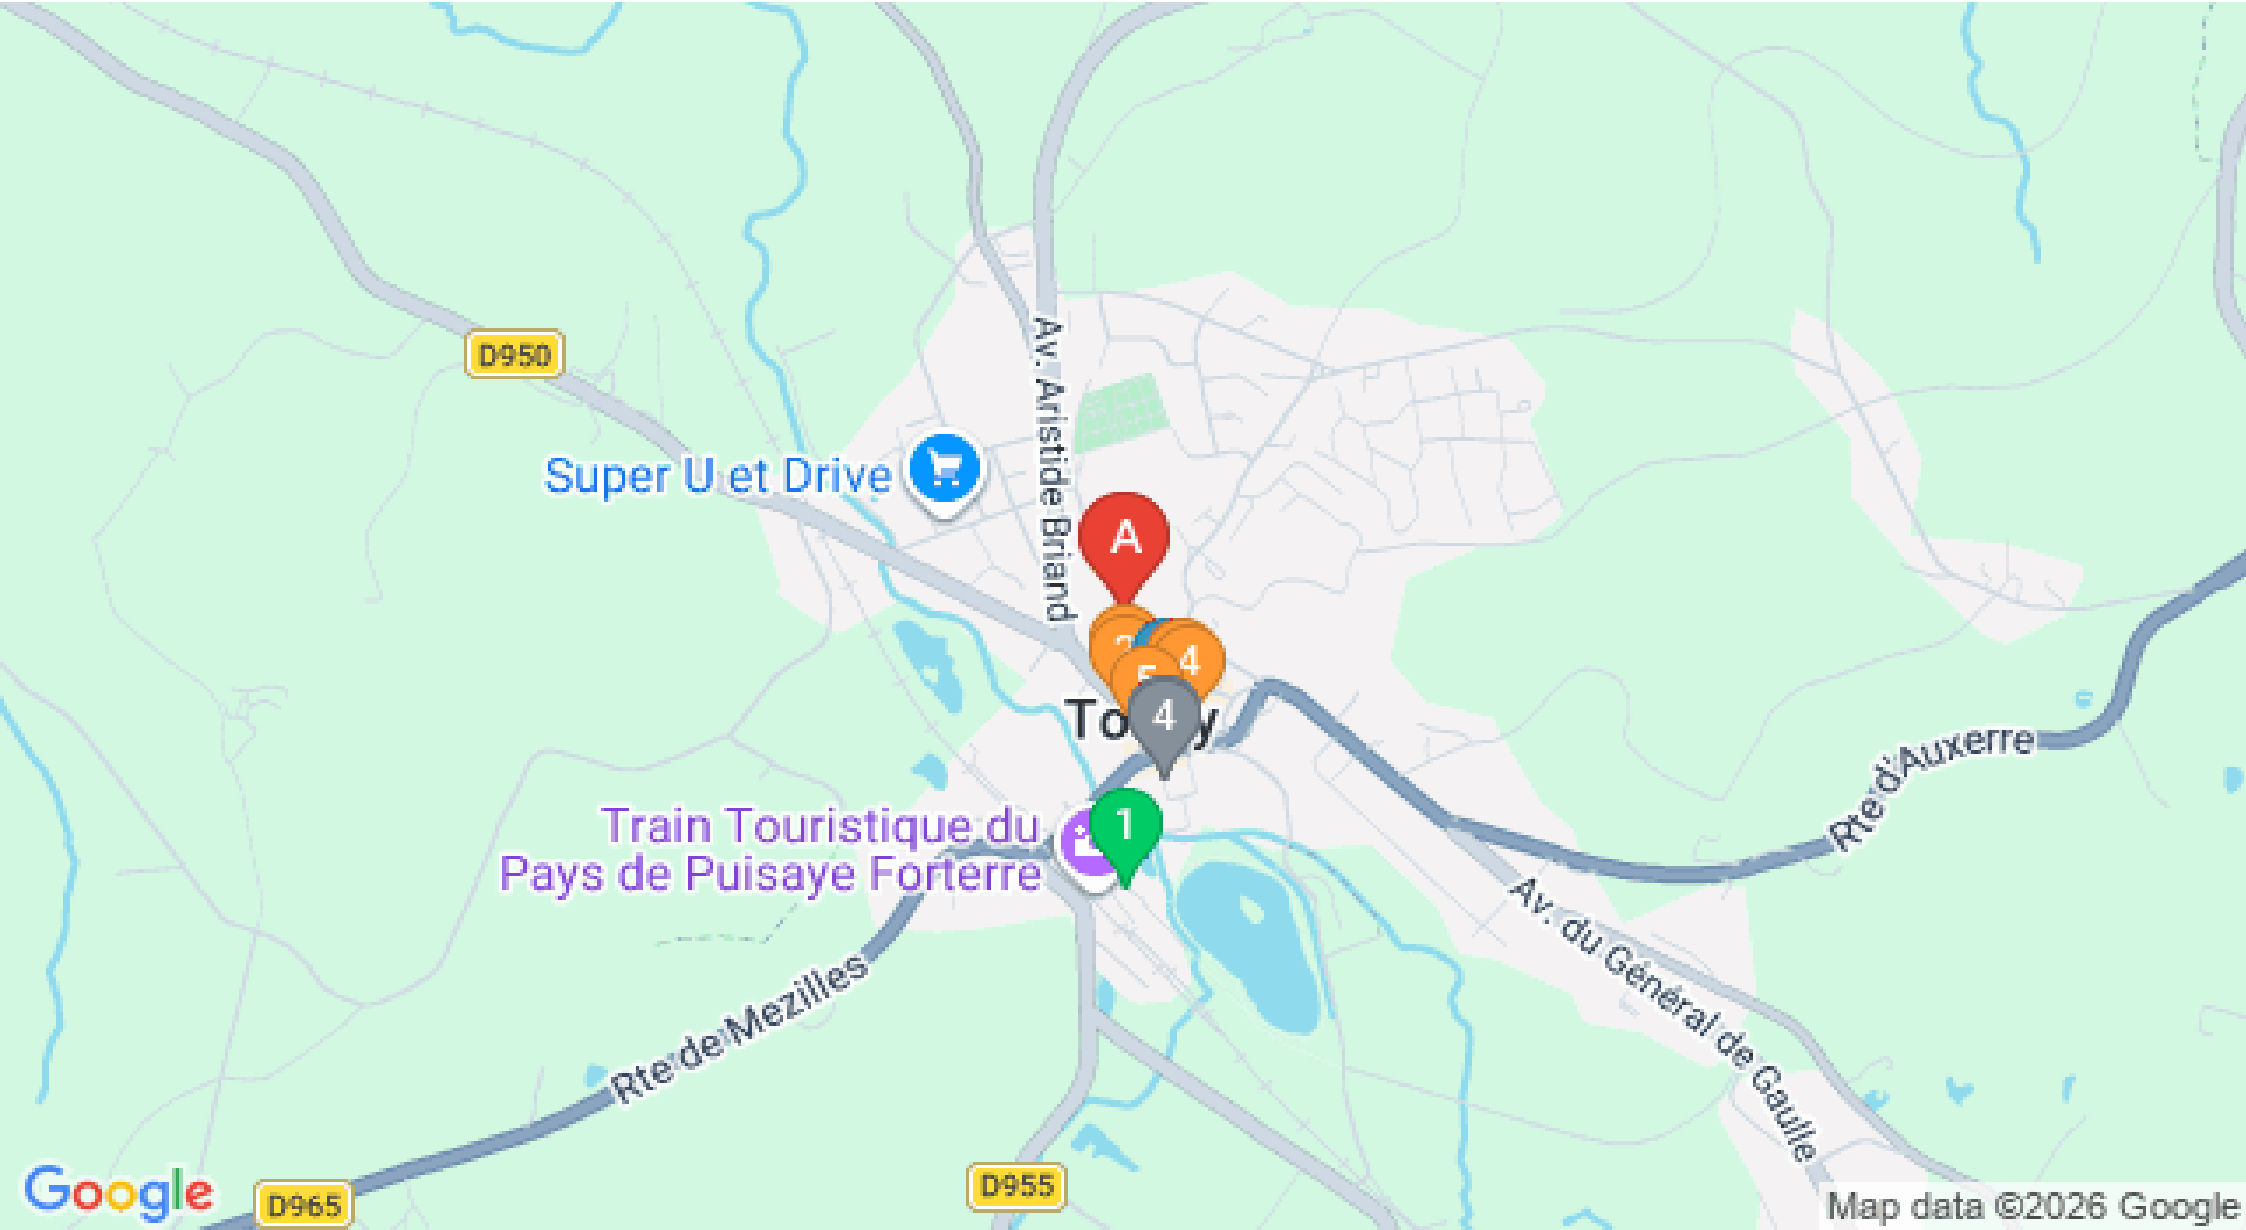 D950
Av. Aristide Briand
Super U et Drive
A
4
4
1
Train Touristique du
Pays de Puisaye Forterre
Rte d'Auxerre
Av. du Général de Gaulle
Rte de Mezilles
D955
D965
Google
Map data ©2026 Google